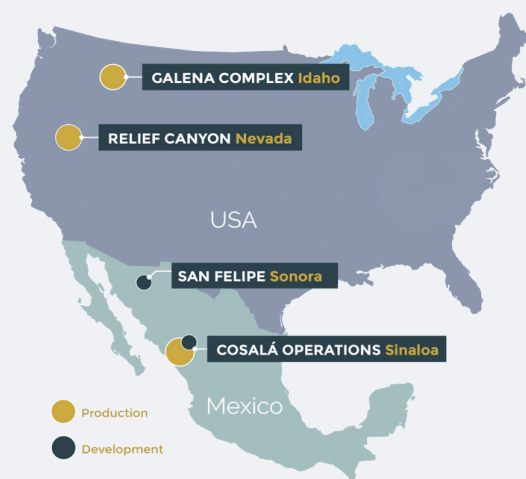 GALENA COMPLEX Idaho
RELIEF CANYON Nevada
USA
SAN FELIPE Sonora
COSALÁ OPERATIONS Sinaloa
Mexico
Production
Development